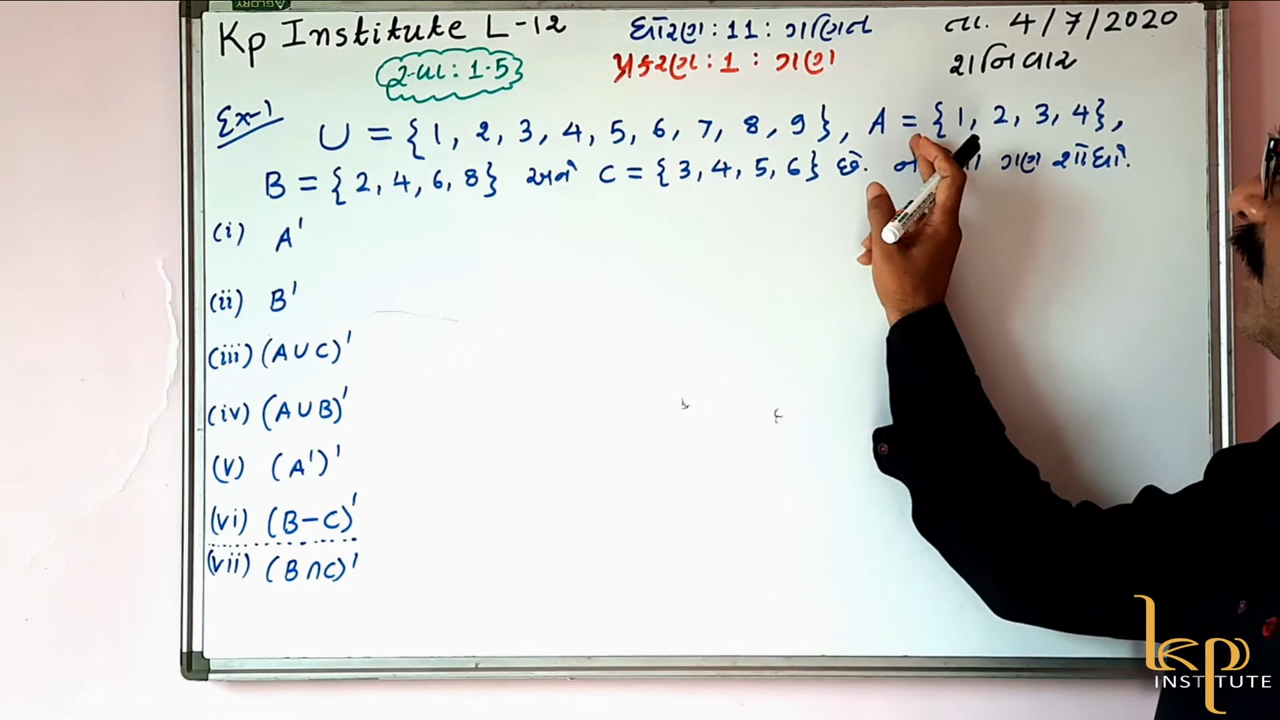 Kp Institute L-12
ધોરણ : 11 : ગણિત
તા. 4/7/2020
સ્વા : 1.5
પ્રકરણ : 1 : ગણો
શનિવાર
Ex-1
U = {1, 2, 3, 4, 5, 6, 7, 8, 9}, A = {1, 2, 3, 4},
B = {2, 4, 6, 8} અને C = {3, 4, 5, 6} છે. ગણ શોધો.
(i) A'
(ii) B'
(iii) (A∪C)'
(iv) (A∪B)'
(v) (A')'
(vi) (B-C)'
(vii) (B∩C)'
kp
INSTITUTE